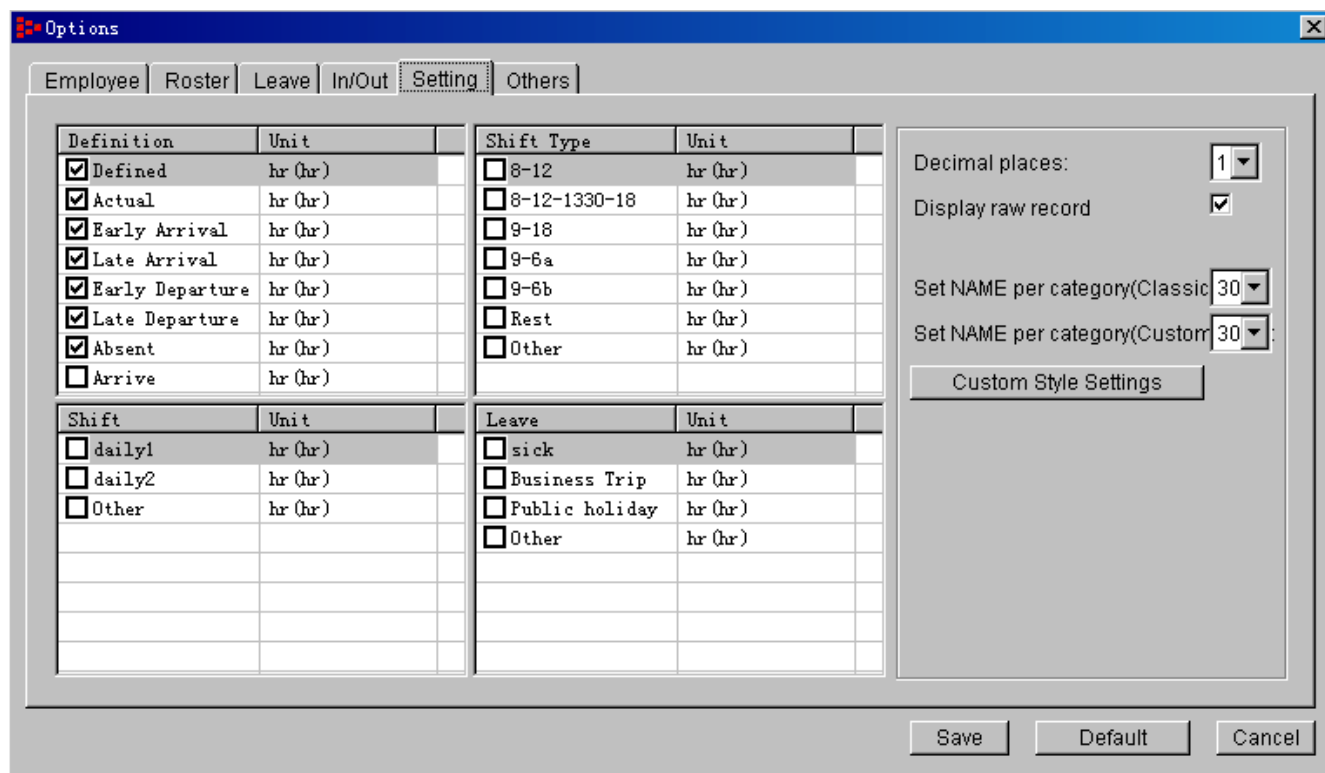 Options
Employee Roster Leave In/Out Setting Others
Definition Unit
Defined hr(hr)
Actual hr(hr)
Early Arrival hr(hr)
Late Arrival hr(hr)
Early Departure hr(hr)
Late Departure hr(hr)
Absent hr(hr)
Arrive hr(hr)
Shift Type Unit
8-12 hr(hr)
8-12-1330-18 hr(hr)
9-18 hr(hr)
9-6a hr(hr)
9-6b hr(hr)
Rest hr(hr)
Other hr(hr)
Shift Unit
daily1 hr(hr)
daily2 hr(hr)
Other hr(hr)
Leave Unit
sick hr(hr)
Business Trip hr(hr)
Public holiday hr(hr)
Other hr(hr)
Decimal places: 1
Display raw record
Set NAME per category(Classic 30
Set NAME per category(Custom 30 :
Custom Style Settings
Save Default Cancel